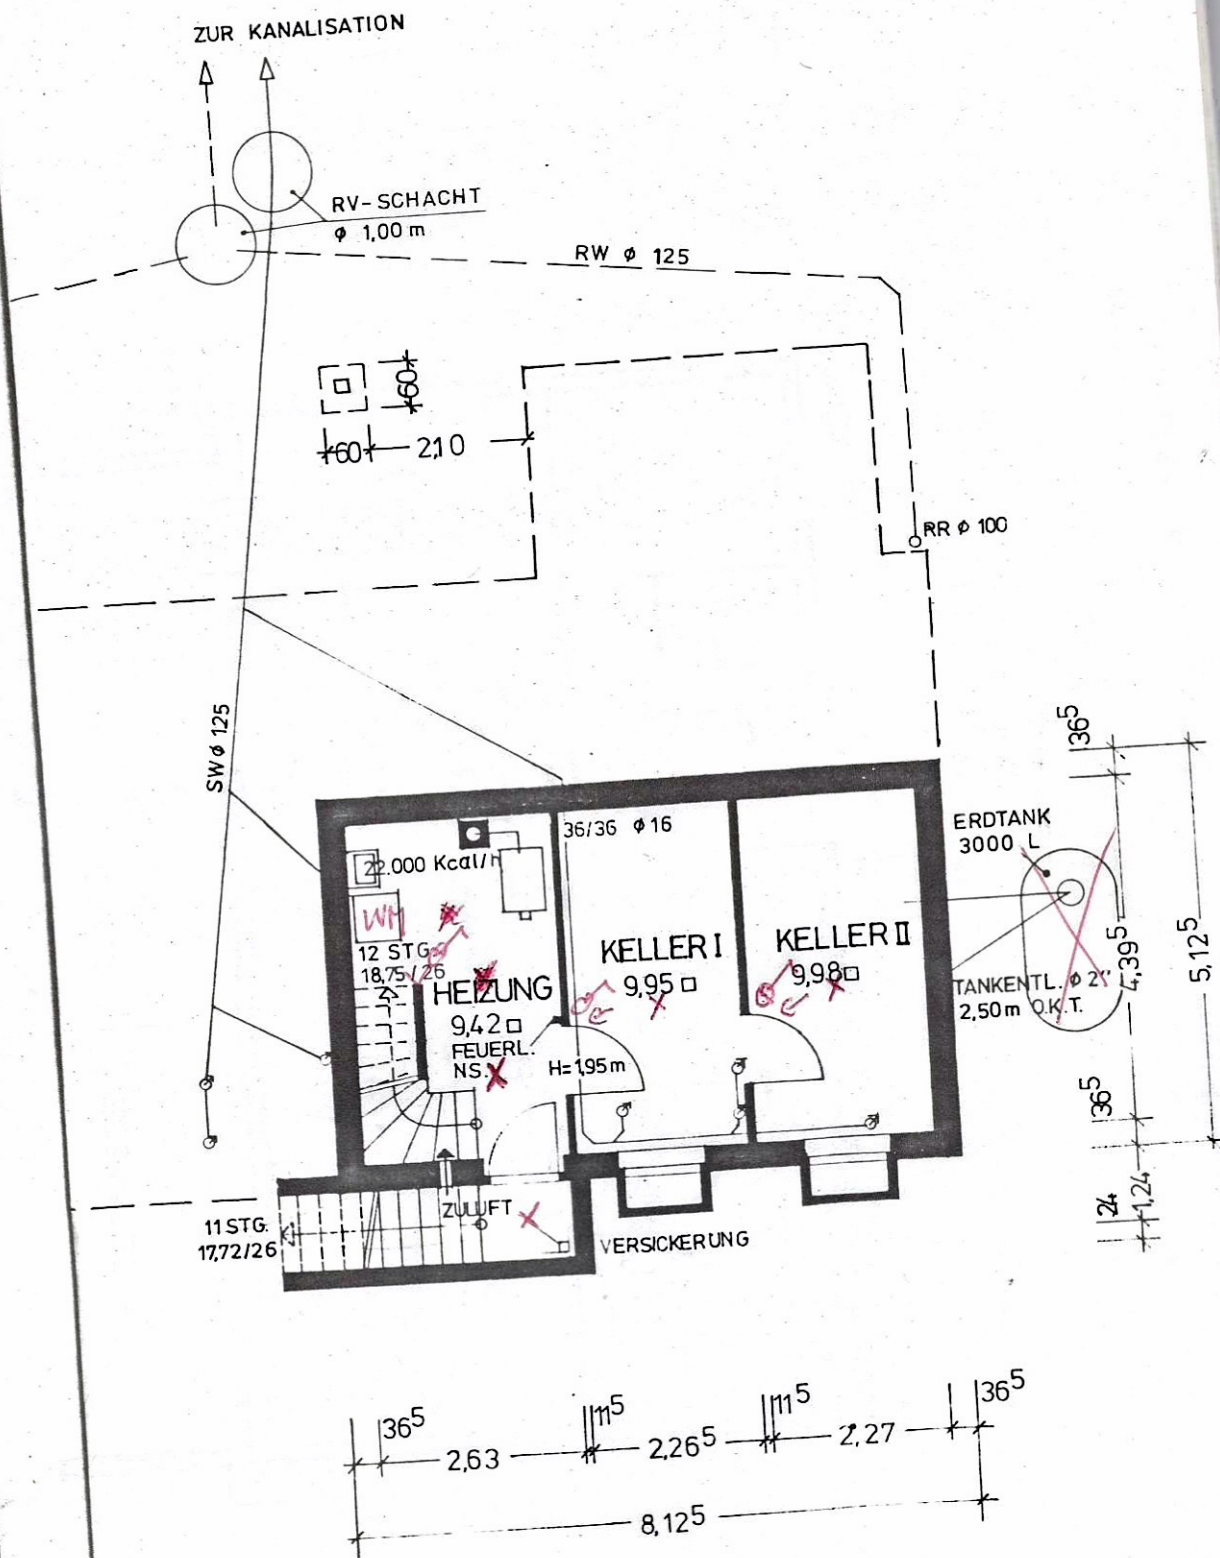 ZUR KANALISATION
RV-SCHACHT
φ 1,00 m
RW φ 125
60
60
2,10
RR φ 100
SW φ 125
36⁵
36/36 φ 16
22.000 Kcal/h
ERDTANK
3000 L
WM
12 STG.
18,75/26
KELLER I
9,95 □
KELLER II
9,98 □
HEIZUNG
9,42 □
FEUERL.
NS.
H=1,95m
TANKENTL. φ 2"
2,50m O.K.T.
4,39⁵
5,12⁵
36⁵
24
1,24
ZULUFT
11 STG.
17,72/26
VERSICKERUNG
36⁵
11⁵
11⁵
36⁵
2,63
2,26⁵
2,27
8,12⁵